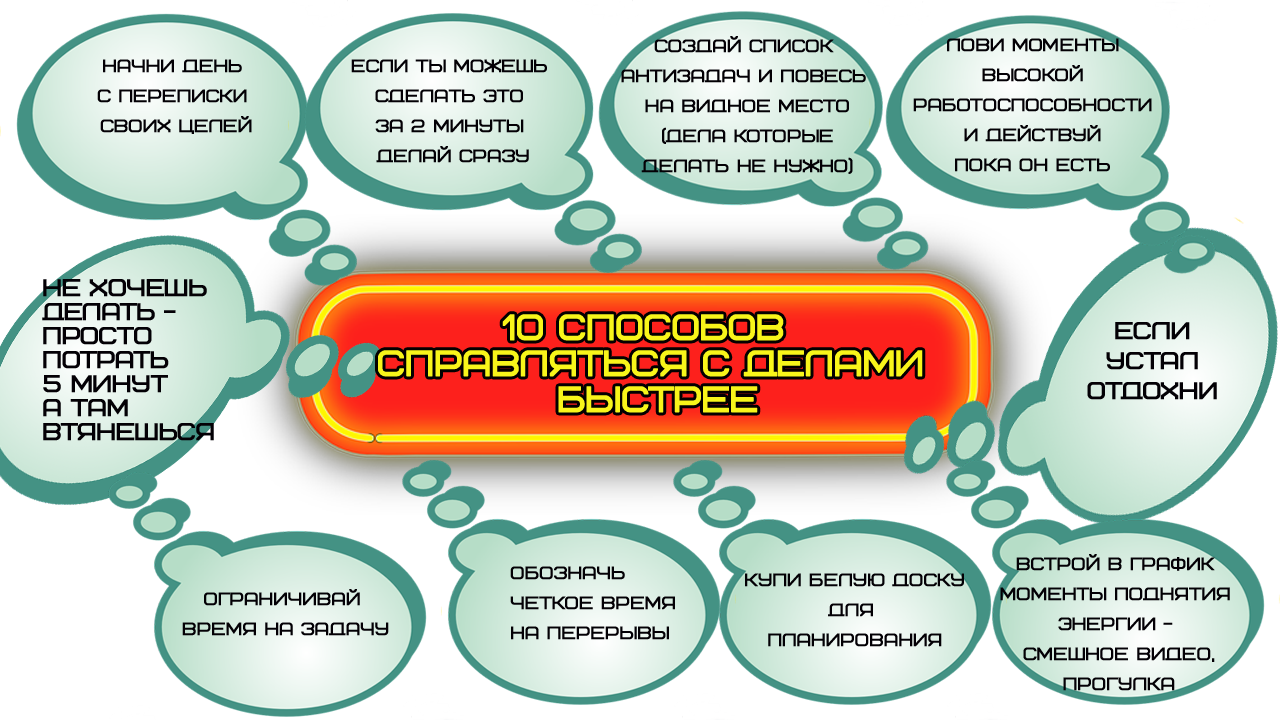 НАЧНИ ДЕНЬ
С ПЕРЕПИСКИ
СВОИХ ЦЕЛЕЙ
ЕСЛИ ТЫ МОЖЕШЬ
СДЕЛАТЬ ЭТО
ЗА 2 МИНУТЫ
ДЕЛАЙ СРАЗУ
СОЗДАЙ СПИСОК
АНТИЗАДАЧ И ПОВЕСЬ
НА ВИДНОЕ МЕСТО
(ДЕЛА КОТОРЫЕ
ДЕЛАТЬ НЕ НУЖНО)
ЛОВИ МОМЕНТЫ
ВЫСОКОЙ
РАБОТОСПОСОБНОСТИ
И ДЕЙСТВУЙ
ПОКА ОН ЕСТЬ
НЕ ХОЧЕШЬ
ДЕЛАТЬ -
ПРОСТО
ПОТРАТЬ
5 МИНУТ
А ТАМ
ВТЯНЕШЬСЯ
10 СПОСОБОВ
СПРАВЛЯТЬСЯ С ДЕЛАМИ
БЫСТРЕЕ
ЕСЛИ
УСТАЛ
ОТДОХНИ
ОГРАНИЧИВАЙ
ВРЕМЯ НА ЗАДАЧУ
ОБОЗНАЧЬ
ЧЕТКОЕ ВРЕМЯ
НА ПЕРЕРЫВЫ
КУПИ БЕЛУЮ ДОСКУ
ДЛЯ
ПЛАНИРОВАНИЯ
ВСТРОЙ В ГРАФИК
МОМЕНТЫ ПОДНЯТИЯ
ЭНЕРГИИ -
СМЕШНОЕ ВИДЕО,
ПРОГУЛКА